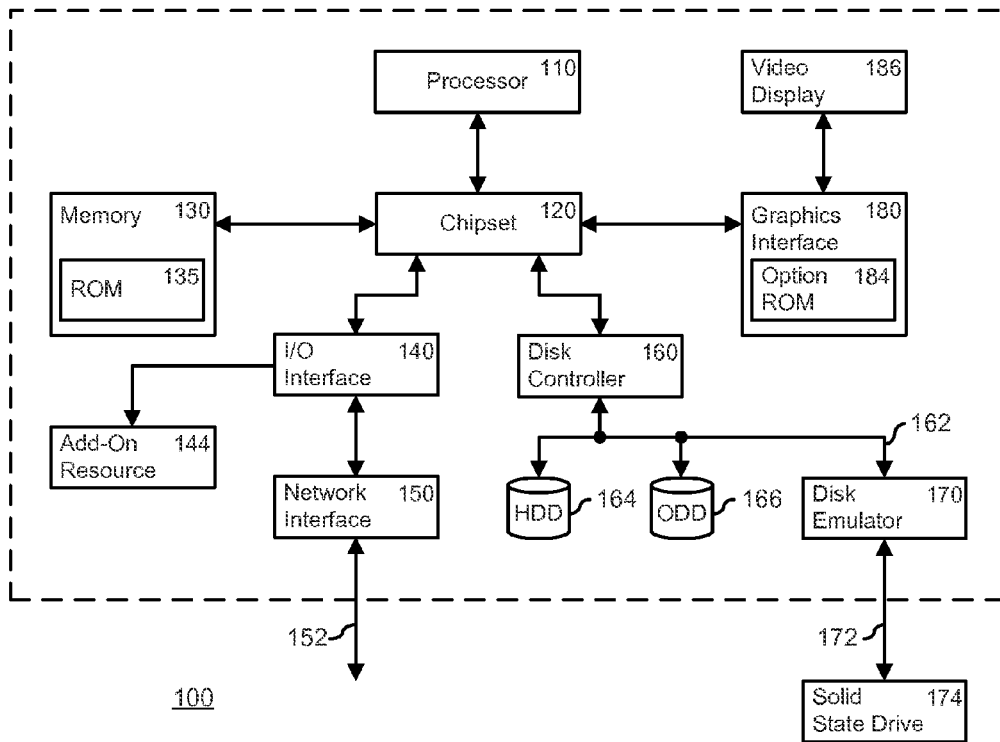 110
Processor
186
Video
Display
Memory 130
ROM 135
120
Chipset
Graphics 180
Interface
Option 184
ROM
I/O 140
Interface
Disk 160
Controller
Add-On 144
Resource
Network 150
Interface
162
HDD
164
ODD
166
Disk 170
Emulator
152
172
100
Solid 174
State Drive